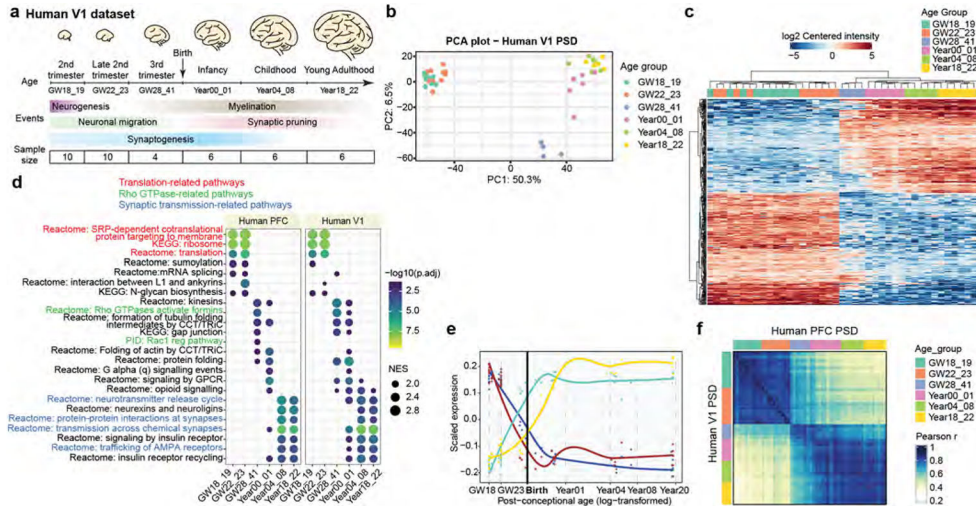 a Human V1 dataset
Birth
2nd trimester
Late 2nd trimester
3rd trimester
Infancy
Childhood
Young Adulthood
Age
GW18_19
GW22_23
GW28_41
Year00_01
Year04_08
Year18_22
Neurogenesis
Myelination
Events
Neuronal migration
Synaptic pruning
Synaptogenesis
Sample size
10 10 4 6 6 6
b
PCA plot − Human V1 PSD
PC2: 6.5%
20
0
−20
−40
−60
−40 0 40 80
PC1: 50.3%
Age group
GW18_19
GW22_23
GW28_41
Year00_01
Year04_08
Year18_22
c
log2 Centered intensity
−5 0 5
Age Group
GW18_19
GW22_23
GW28_41
Year00_01
Year04_08
Year18_22
d
Translation-related pathways
Rho GTPase-related pathways
Synaptic transmission-related pathways
Human PFC
Human V1
Reactome: SRP-dependent cotranslational
protein targeting to membrane
KEGG: ribosome
Reactome: translation
Reactome: sumoylation
Reactome:mRNA splicing
Reactome: interaction between L1 and ankyrins
KEGG: N-glycan biosynthesis
Reactome: kinesins
Reactome: Rho GTPases activate formins
Reactome: formation of tubulin folding
intermediates by CCT/TRiC
KEGG: gap junction
PID: Rac1 reg pathway
Reactome: Folding of actin by CCT/TRiC
Reactome: protein folding
Reactome: G alpha (q) signalling events
Reactome: signaling by GPCR
Reactome: opioid signalling
Reactome: neurotransmitter release cycle
Reactome: neurexins and neuroligins
Reactome: protein-protein interactions at synapses
Reactome: transmission across chemical synapses
Reactome: signaling by insulin receptor
Reactome: trafficking of AMPA receptors
Reactome: insulin receptor recycling
GW18_19
GW22_23
GW28_41
Year00_01
Year04_08
Year18_22
GW18_19
GW22_23
GW28_41
Year00_01
Year04_08
Year18_22
−log10(p.adj)
2.5
5.0
7.5
NES
2.0
2.4
2.8
e
Scaled expression
0.2
0.1
0.0
−0.1
−0.2
GW18 GW23 Birth Year01 Year04 Year08 Year20
Post-conceptional age (log-transformed)
f
Human PFC PSD
Human V1 PSD
Age_group
GW18_19
GW22_23
GW28_41
Year00_01
Year04_08
Year18_22
Pearson r
1
0.8
0.6
0.4
0.2